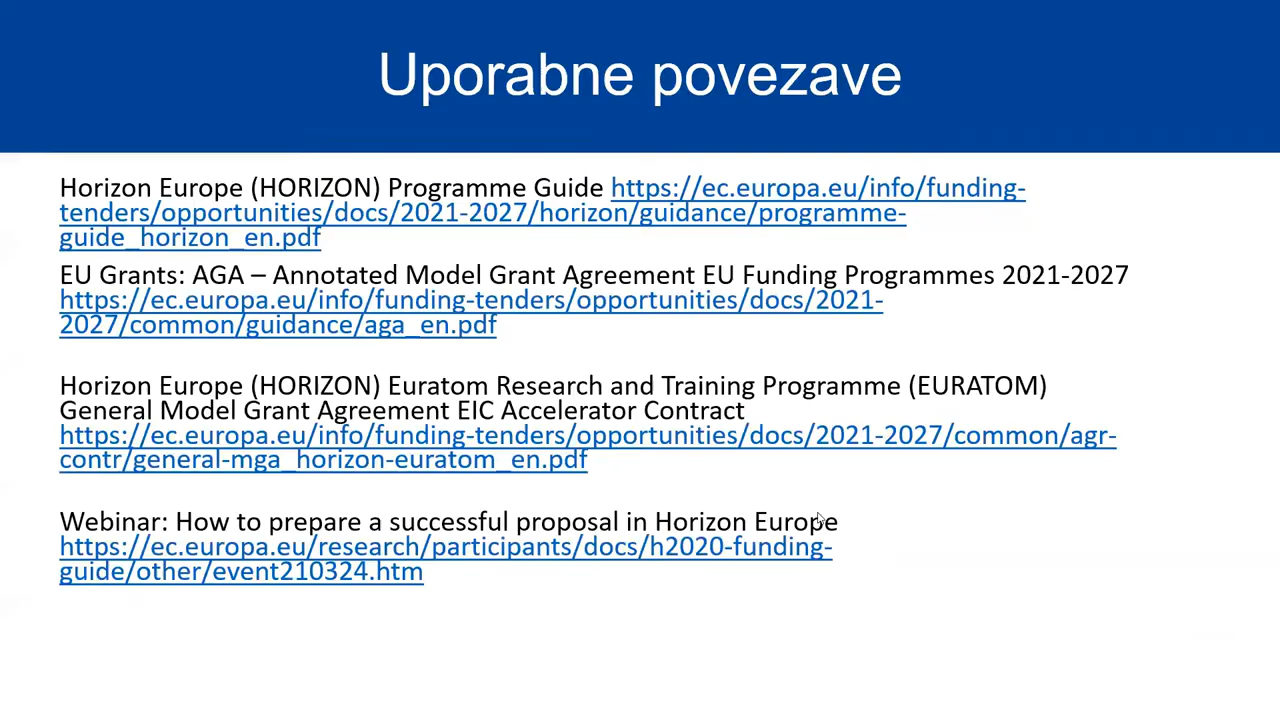 Uporabne povezave
Horizon Europe (HORIZON) Programme Guide https://ec.europa.eu/info/funding-
tenders/opportunities/docs/2021-2027/horizon/guidance/programme-
guide_horizon_en.pdf
EU Grants: AGA – Annotated Model Grant Agreement EU Funding Programmes 2021-2027
https://ec.europa.eu/info/funding-tenders/opportunities/docs/2021-
2027/common/guidance/aga_en.pdf
Horizon Europe (HORIZON) Euratom Research and Training Programme (EURATOM)
General Model Grant Agreement EIC Accelerator Contract
https://ec.europa.eu/info/funding-tenders/opportunities/docs/2021-2027/common/agr-
contr/general-mga_horizon-euratom_en.pdf
Webinar: How to prepare a successful proposal in Horizon Europe
https://ec.europa.eu/research/participants/docs/h2020-funding-
guide/other/event210324.htm